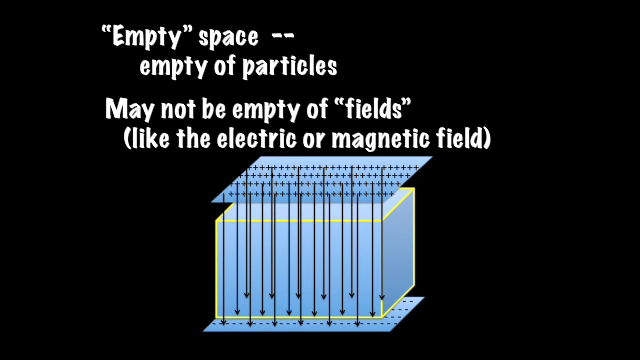 “Empty” space --
empty of particles
May not be empty of “fields”
(like the electric or magnetic field)